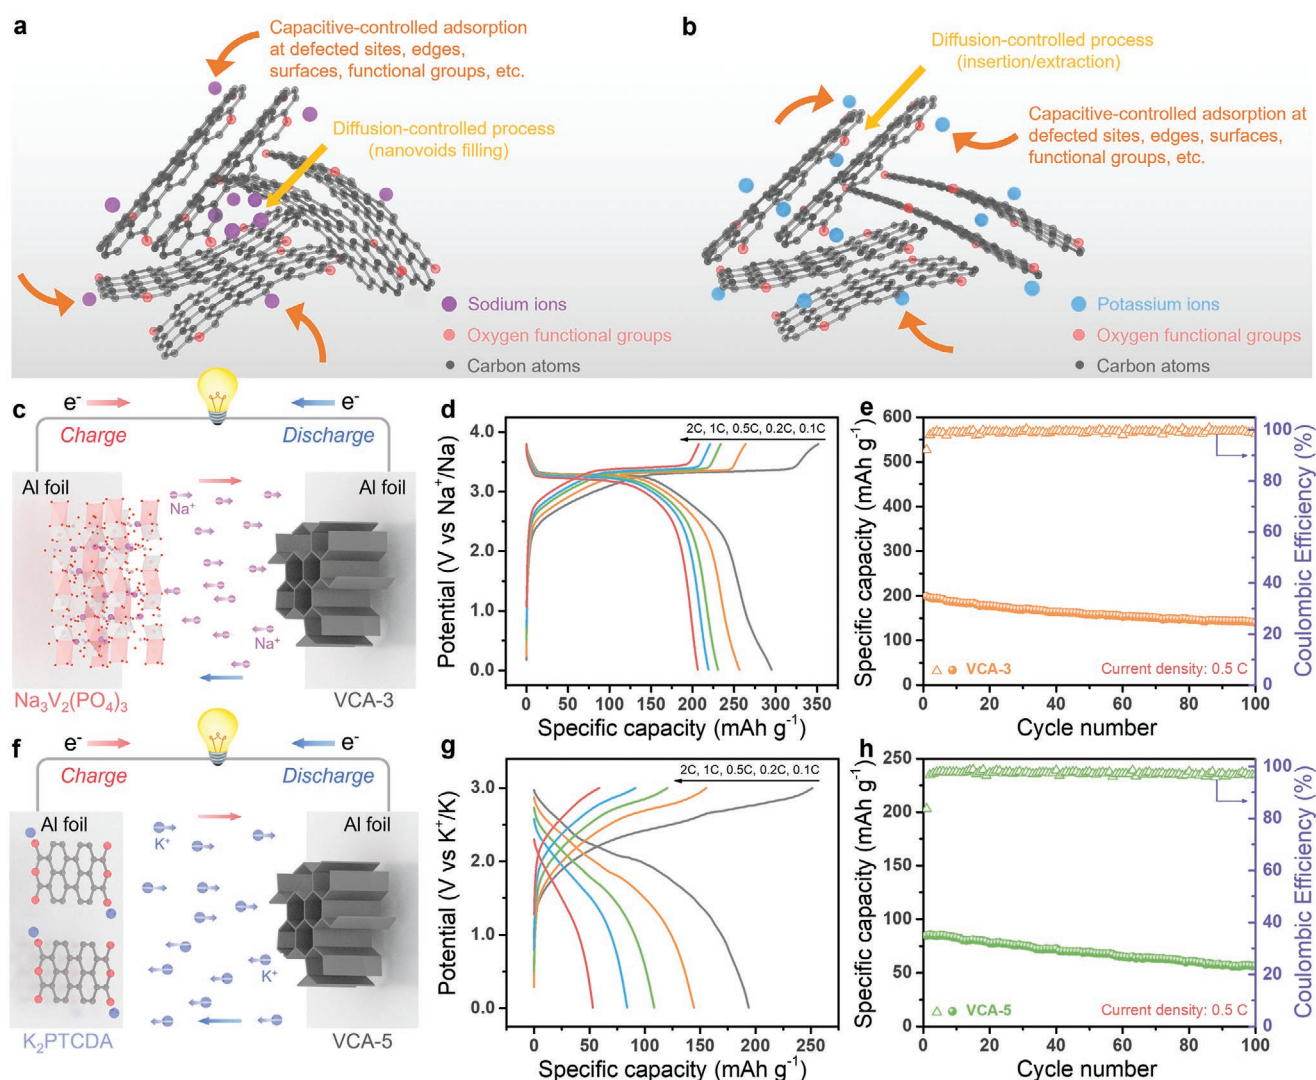 a
Capacitive-controlled adsorption
at defected sites, edges,
surfaces, functional groups, etc.
Diffusion-controlled process
(nanovoids filling)
Sodium ions
Oxygen functional groups
Carbon atoms
b
Diffusion-controlled process
(insertion/extraction)
Capacitive-controlled adsorption at
defected sites, edges, surfaces,
functional groups, etc.
Potassium ions
Oxygen functional groups
Carbon atoms
c
e⁻
e⁻
Charge
Discharge
Al foil
Al foil
Na⁺
Na⁺
Na₃V₂(PO₄)₃
VCA-3
d
2C, 1C, 0.5C, 0.2C, 0.1C
Potential (V vs Na⁺/Na)
4.0
3.0
2.0
1.0
0.0
0 50 100 150 200 250 300 350
Specific capacity (mAh g⁻¹)
e
Specific capacity (mAh g⁻¹)
600
550
500
450
400
350
300
250
200
150
100
50
0
100
80
60
40
20
0
Coulombic Efficiency (%)
VCA-3
Current density: 0.5 C
0 20 40 60 80 100
Cycle number
f
e⁻
e⁻
Charge
Discharge
Al foil
Al foil
K⁺
K⁺
K₂PTCDA
VCA-5
g
2C, 1C, 0.5C, 0.2C, 0.1C
Potential (V vs K⁺/K)
3.0
2.0
1.0
0.0
0 50 100 150 200 250
Specific capacity (mAh g⁻¹)
h
Specific capacity (mAh g⁻¹)
250
200
150
100
50
0
100
80
60
40
20
0
Coulombic Efficiency (%)
VCA-5
Current density: 0.5 C
0 20 40 60 80 100
Cycle number